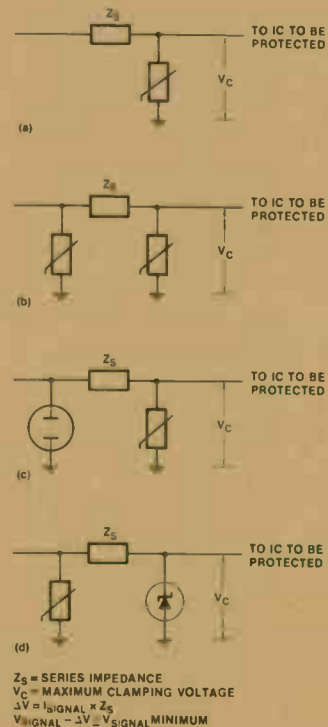 Zs
TO IC TO BE
PROTECTED
VC
(a)
Zs
TO IC TO BE
PROTECTED
VC
(b)
ZS
TO IC TO BE
PROTECTED
VC
(c)
ZS
TO IC TO BE
PROTECTED
VC
(d)
ZS = SERIES IMPEDANCE
VC = MAXIMUM CLAMPING VOLTAGE
ΔV = ISIGNAL × ZS
VSIGNAL – ΔV ≥ VSIGNAL MINIMUM